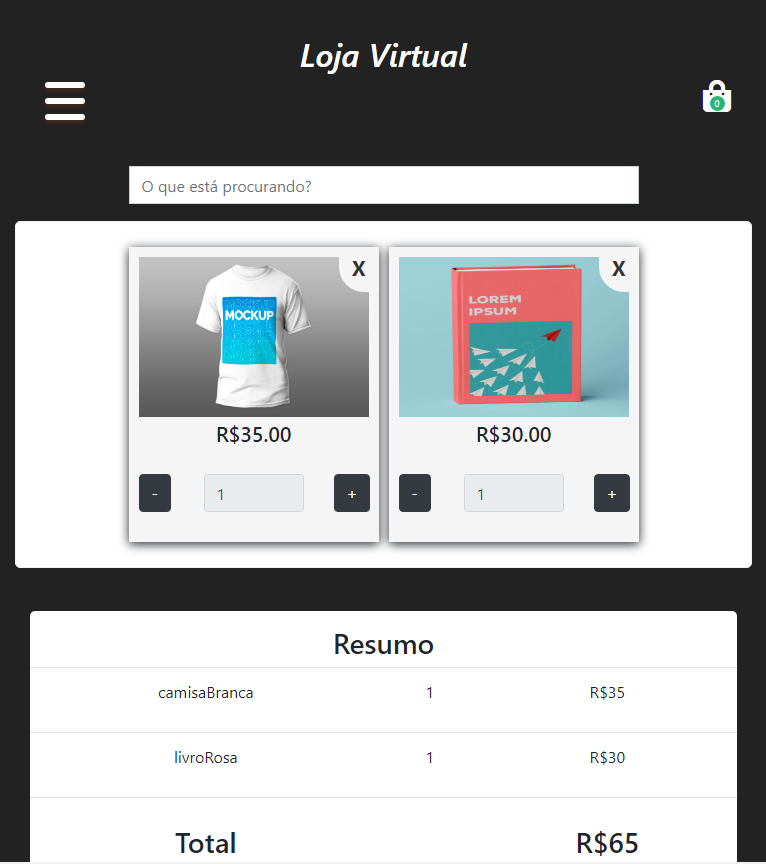 Loja Virtual
0
O que está procurando?
X
X
MOCKUP
LOREM
IPSUM
R$35.00
R$30.00
- 1 +
- 1 +
Resumo
camisaBranca 1 R$35
livroRosa 1 R$30
Total R$65